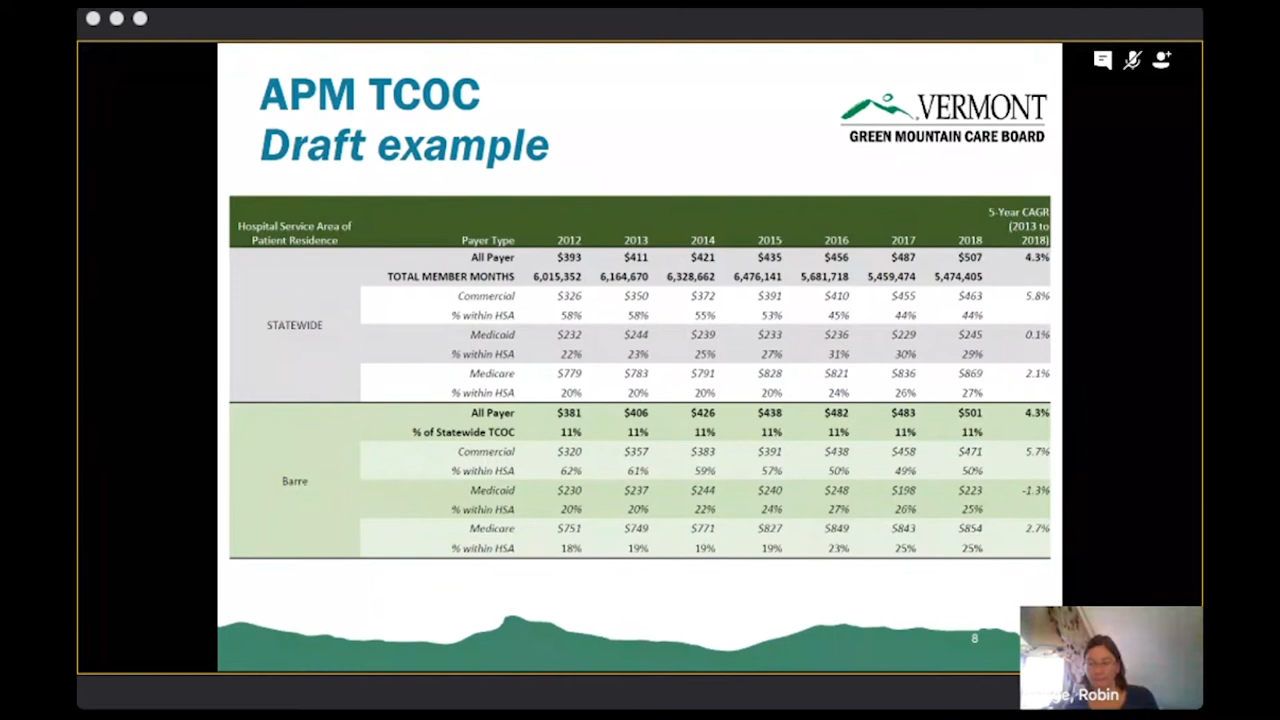 APM TCOC
Draft example
VERMONT
GREEN MOUNTAIN CARE BOARD
Hospital Service Area of Patient Residence Payer Type 2012 2013 2014 2015 2016 2017 2018 5-Year CAGR (2013 to 2018)
All Payer $393 $411 $421 $435 $456 $487 $507 4.3%
TOTAL MEMBER MONTHS 6,015,352 6,164,670 6,328,662 6,476,141 5,681,718 5,459,474 5,474,405
Commercial $326 $350 $372 $391 $410 $455 $463 5.8%
% within HSA 58% 58% 55% 53% 45% 44% 44%
STATEWIDE
Medicaid $232 $244 $239 $233 $236 $229 $245 0.1%
% within HSA 22% 23% 25% 27% 31% 30% 29%
Medicare $779 $783 $791 $828 $821 $836 $869 2.1%
% within HSA 20% 20% 20% 20% 24% 26% 27%
All Payer $381 $406 $426 $438 $482 $483 $501 4.3%
% of Statewide TCOC 11% 11% 11% 11% 11% 11% 11%
Commercial $320 $357 $383 $391 $438 $458 $471 5.7%
% within HSA 62% 61% 59% 57% 50% 49% 50%
Barre
Medicaid $230 $237 $244 $240 $248 $198 $223 -1.3%
% within HSA 20% 20% 22% 24% 27% 26% 25%
Medicare $751 $749 $771 $827 $849 $843 $854 2.7%
% within HSA 18% 19% 19% 19% 23% 25% 25%
8
Robin